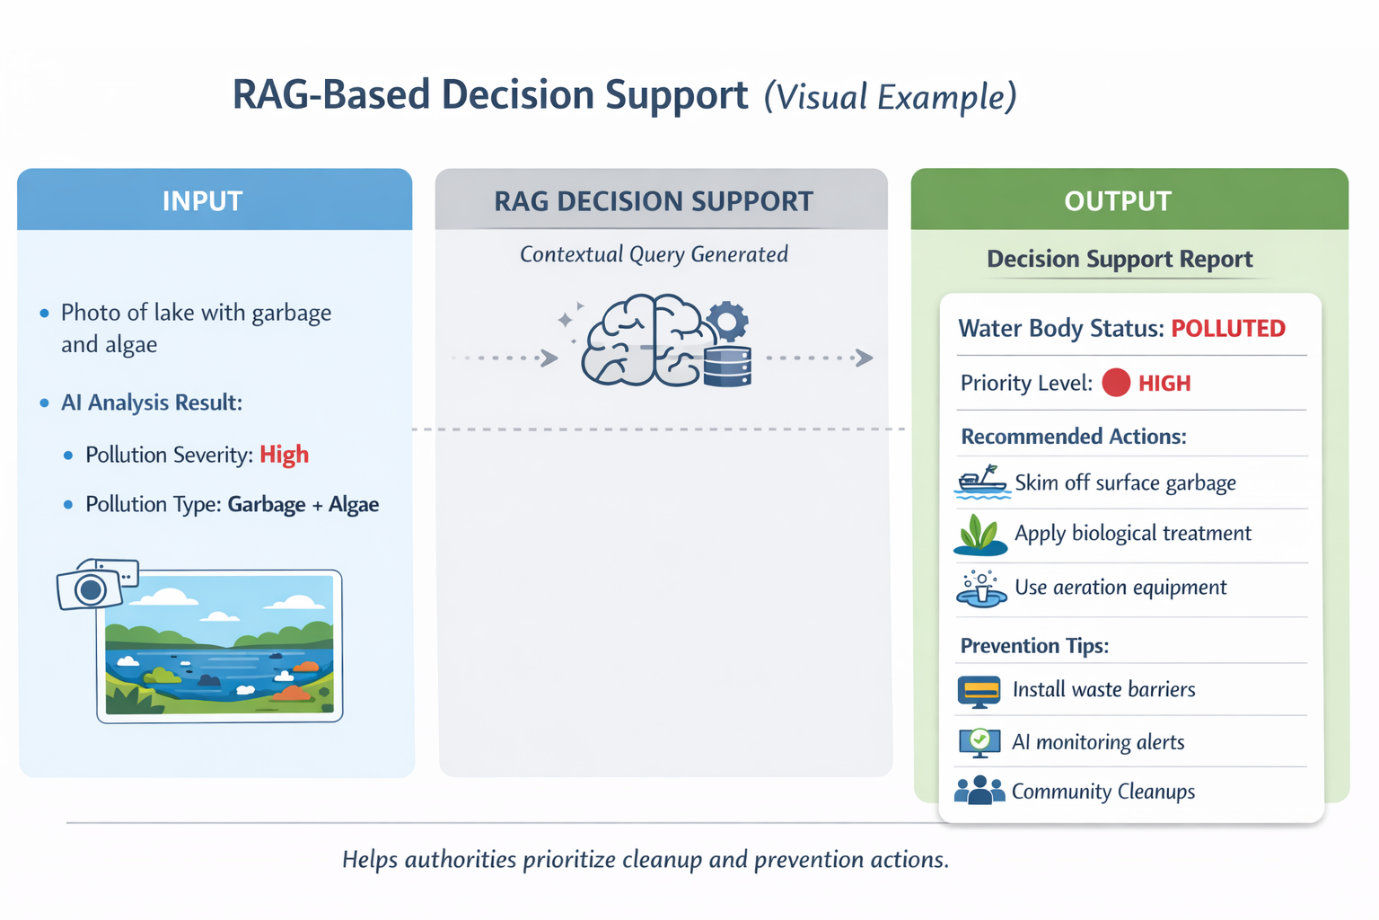 RAG-Based Decision Support (Visual Example)
INPUT
Photo of lake with garbage
and algae
AI Analysis Result:
Pollution Severity: High
Pollution Type: Garbage + Algae
RAG DECISION SUPPORT
Contextual Query Generated
OUTPUT
Decision Support Report
Water Body Status: POLLUTED
Priority Level: HIGH
Recommended Actions:
Skim off surface garbage
Apply biological treatment
Use aeration equipment
Prevention Tips:
Install waste barriers
AI monitoring alerts
Community Cleanups
Helps authorities prioritize cleanup and prevention actions.